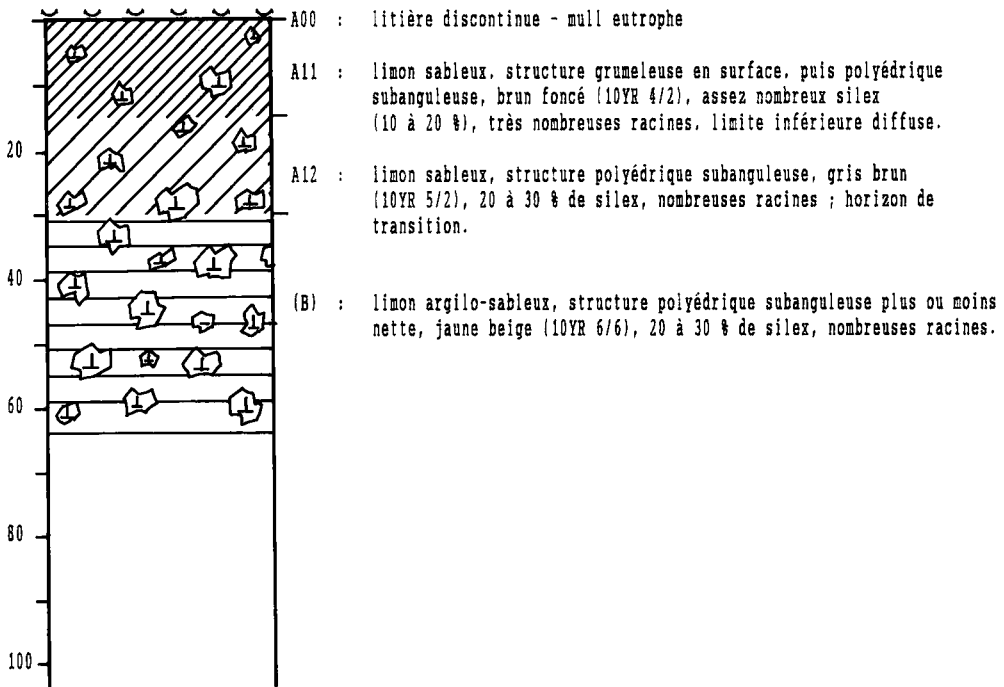 A00 : litière discontinue - mull eutrophe
A11 : limon sableux. structure grumeleuse en surface. puis polyédrique
subanguleuse, brun foncé (10YR 4/2), assez nombreux silex
(10 à 20 %), très nombreuses racines. limite inférieure diffuse.
20
A12 : limon sableux, structure polyédrique subanguleuse, gris brun
(10YR 5/2), 20 à 30 % de silex, nombreuses racines ; horizon de
transition.
40
(B) : limon argilo-sableux, structure polyédrique subanguleuse plus ou moins
nette, jaune beige (10YR 6/6), 20 à 30 % de silex, nombreuses racines.
60
80
100